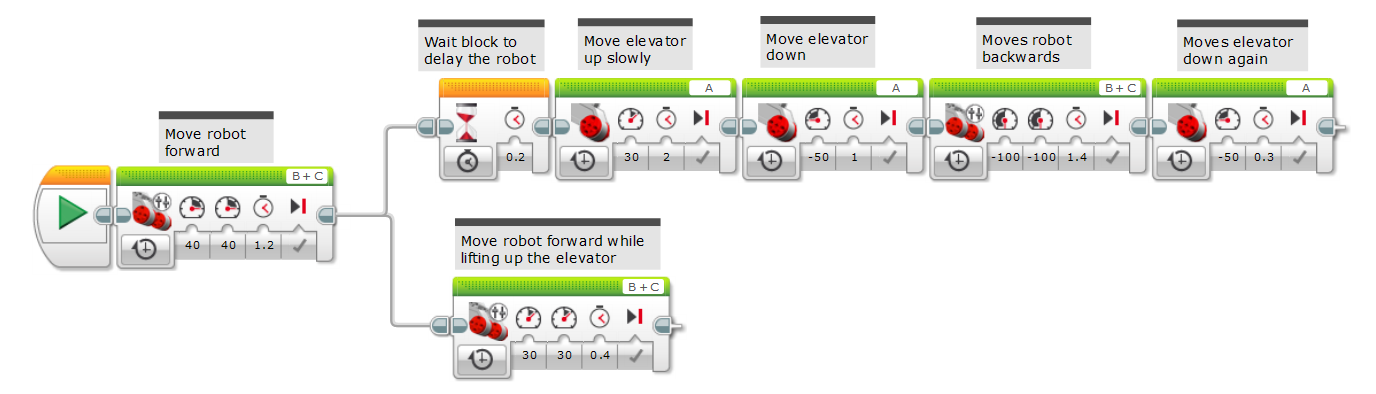 Wait block to
delay the robot
Move elevator
up slowly
Move elevator
down
Moves robot
backwards
Moves elevator
down again
A
A
B+C
A
0.2
30 2
-50 1
-100 -100 1.4
-50 0.3
Move robot
forward
B+C
40 40 1.2
Move robot forward while
lifting up the elevator
B+C
30 30 0.4